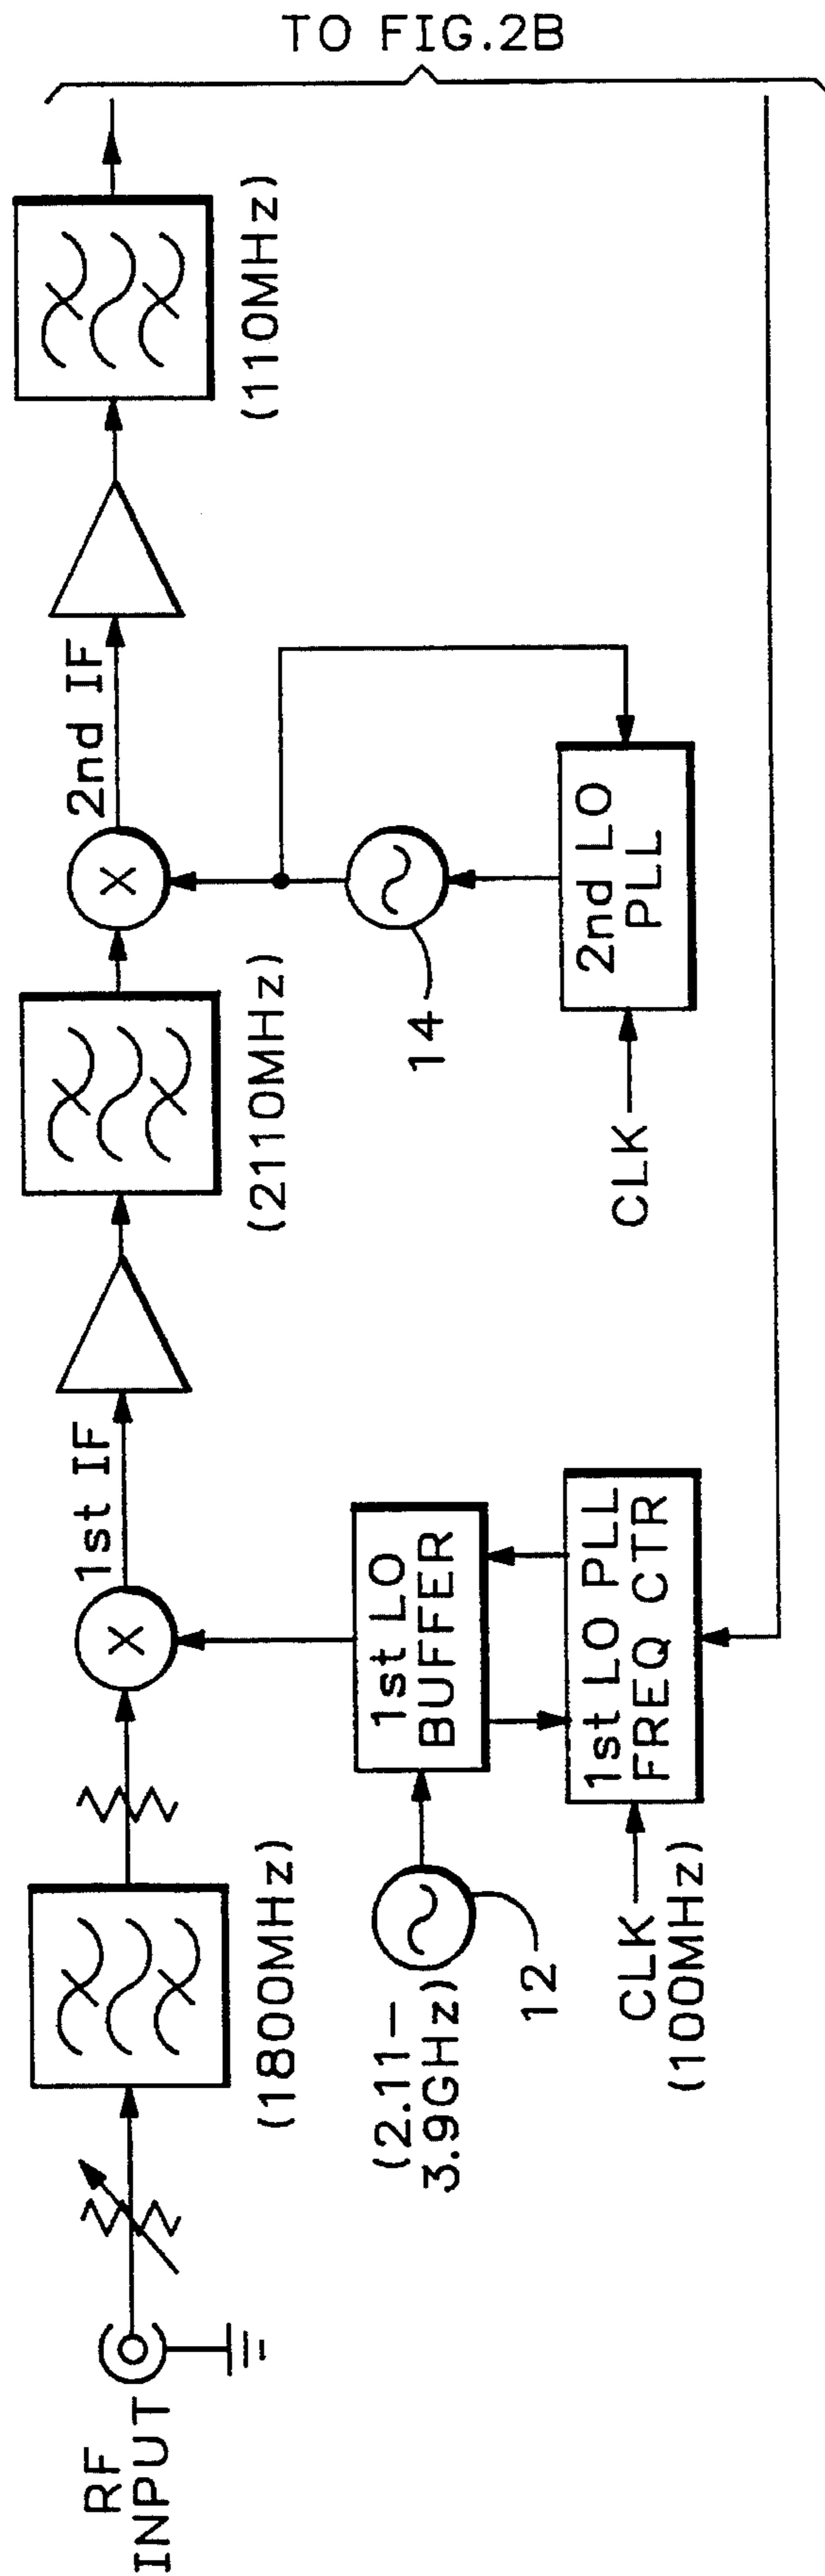 TO FIG.2B
RF
INPUT
(1800MHz)
1st IF
(2110MHz)
2nd IF
(110MHz)
X
X
(2.11–
3.9GHz)
12
1st LO
BUFFER
CLK
(100MHz)
1st LO PLL
FREQ CTR
14
CLK
2nd LO
PLL